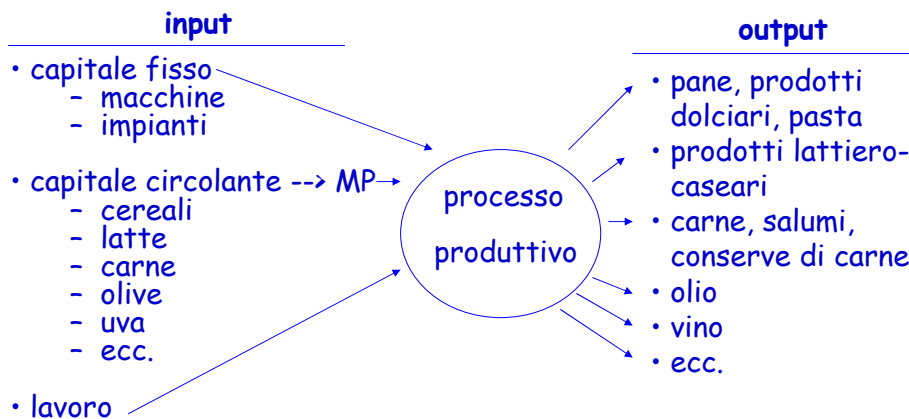 input
• capitale fisso
– macchine
– impianti
• capitale circolante --> MP
– cereali
– latte
– carne
– olive
– uva
– ecc.
• lavoro
processo
produttivo
output
• pane, prodotti
dolciari, pasta
• prodotti lattiero-
caseari
• carne, salumi,
conserve di carne
• olio
• vino
• ecc.